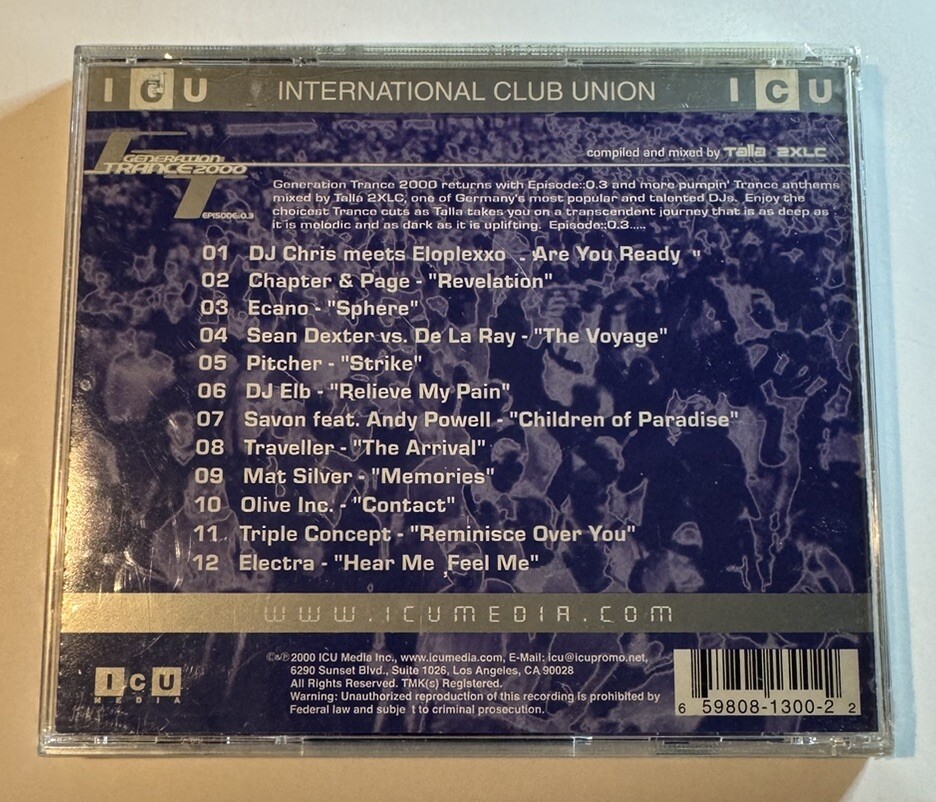 ICU INTERNATIONAL CLUB UNION ICU
compiled and mixed by Talla 2XLC
GENERATION:
TRANCE2000
EPISODE::0.3
Generation Trance 2000 returns with Episode::0.3 and more pumpin' Trance anthems
mixed by Talla 2XLC, one of Germany's most popular and talented DJs. Enjoy the
choicest Trance cuts as Talla takes you on a transcendent journey that is as deep as
it is melodic and as dark as it is uplifting. Episode::0.3.....
01 DJ Chris meets Eloplexxo - "Are You Ready "
02 Chapter & Page - "Revelation"
03 Ecano - "Sphere"
04 Sean Dexter vs. De La Ray - "The Voyage"
05 Pitcher - "Strike"
06 DJ Elb - "Relieve My Pain"
07 Savon feat. Andy Powell - "Children of Paradise"
08 Traveller - "The Arrival"
09 Mat Silver - "Memories"
10 Olive Inc. - "Contact"
11 Triple Concept - "Reminisce Over You"
12 Electra - "Hear Me ,Feel Me"
WWW.ICUMEDIA.COM
©&℗2000 ICU Media Inc., www.icumedia.com, E-Mail: icu@icupromo.net,
6290 Sunset Blvd., Suite 1026, Los Angeles, CA 90028
All Rights Reserved. TMK(s) Registered.
Warning: Unauthorized reproduction of this recording is prohibited by
Federal law and subje t to criminal prosecution.
ICU
MEDIA
6 59808-1300-2 2